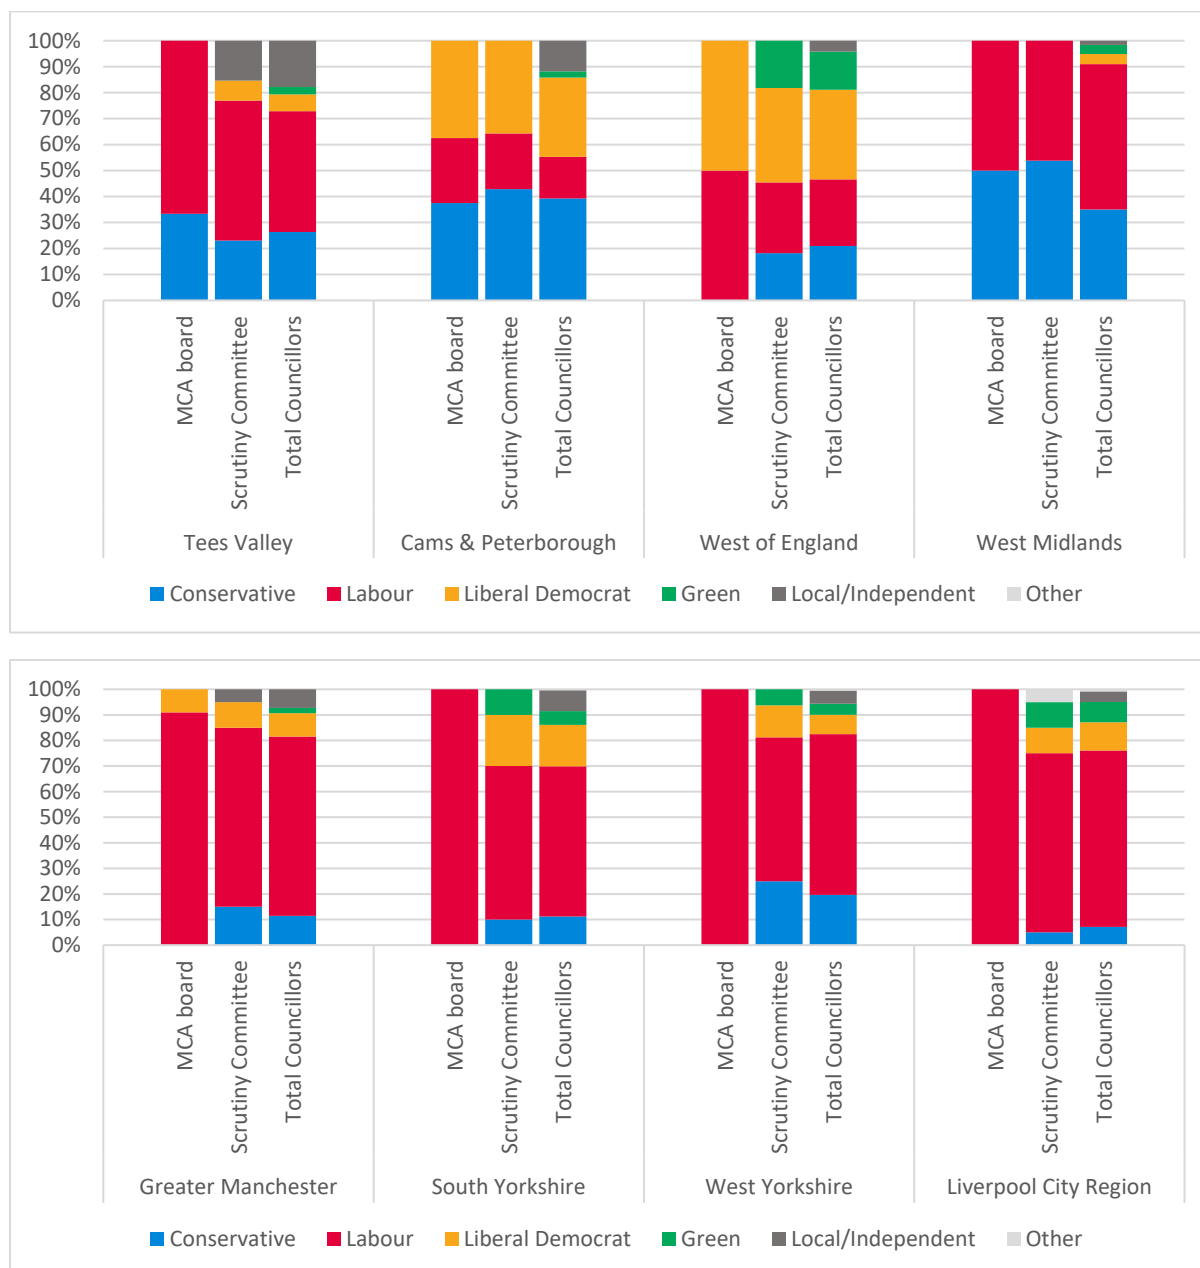 100%
90%
80%
70%
60%
50%
40%
30%
20%
10%
0%
MCA board
Scrutiny Committee
Total Councillors
MCA board
Scrutiny Committee
Total Councillors
MCA board
Scrutiny Committee
Total Councillors
MCA board
Scrutiny Committee
Total Councillors
Tees Valley
Cams & Peterborough
West of England
West Midlands
Conservative Labour Liberal Democrat Green Local/Independent Other
100%
90%
80%
70%
60%
50%
40%
30%
20%
10%
0%
MCA board
Scrutiny Committee
Total Councillors
MCA board
Scrutiny Committee
Total Councillors
MCA board
Scrutiny Committee
Total Councillors
MCA board
Scrutiny Committee
Total Councillors
Greater Manchester
South Yorkshire
West Yorkshire
Liverpool City Region
Conservative Labour Liberal Democrat Green Local/Independent Other